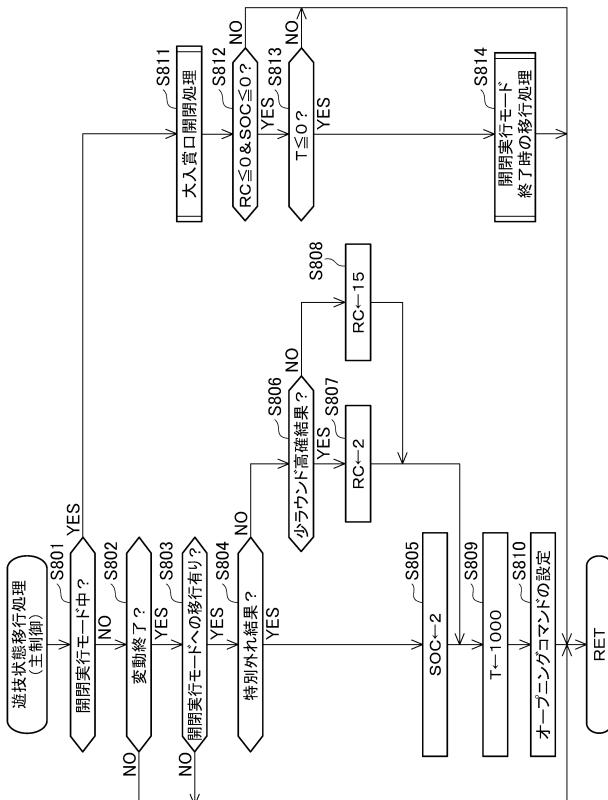 遊技状態移行処理
(主制御)
S801
開閉実行モード中？
YES
NO
S802
変動終了？
NO
YES
S803
開閉実行モードへの移行有り？
NO
YES
S804
特別外れ結果？
NO
YES
S805
SOC←2
S806
少ラウンド高確結果？
NO
YES
S807
RC←2
S808
RC←15
S809
T←1000
S810
オープニングコマンドの設定
S811
大入賞口開閉処理
S812
RC≦0＆SOC≦0？
NO
YES
S813
T≦0？
NO
YES
S814
開閉実行モード
終了時の移行処理
RET